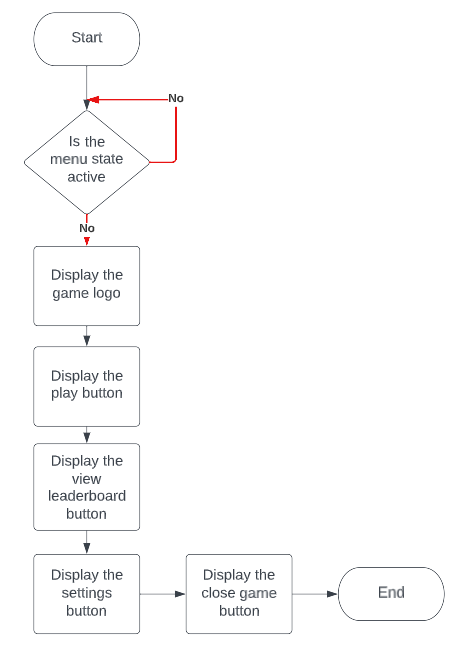 Start
No
Is the
menu state
active
No
Display the
game logo
Display the
play button
Display the
view
leaderboard
button
Display the
settings
button
Display the
close game
button
End